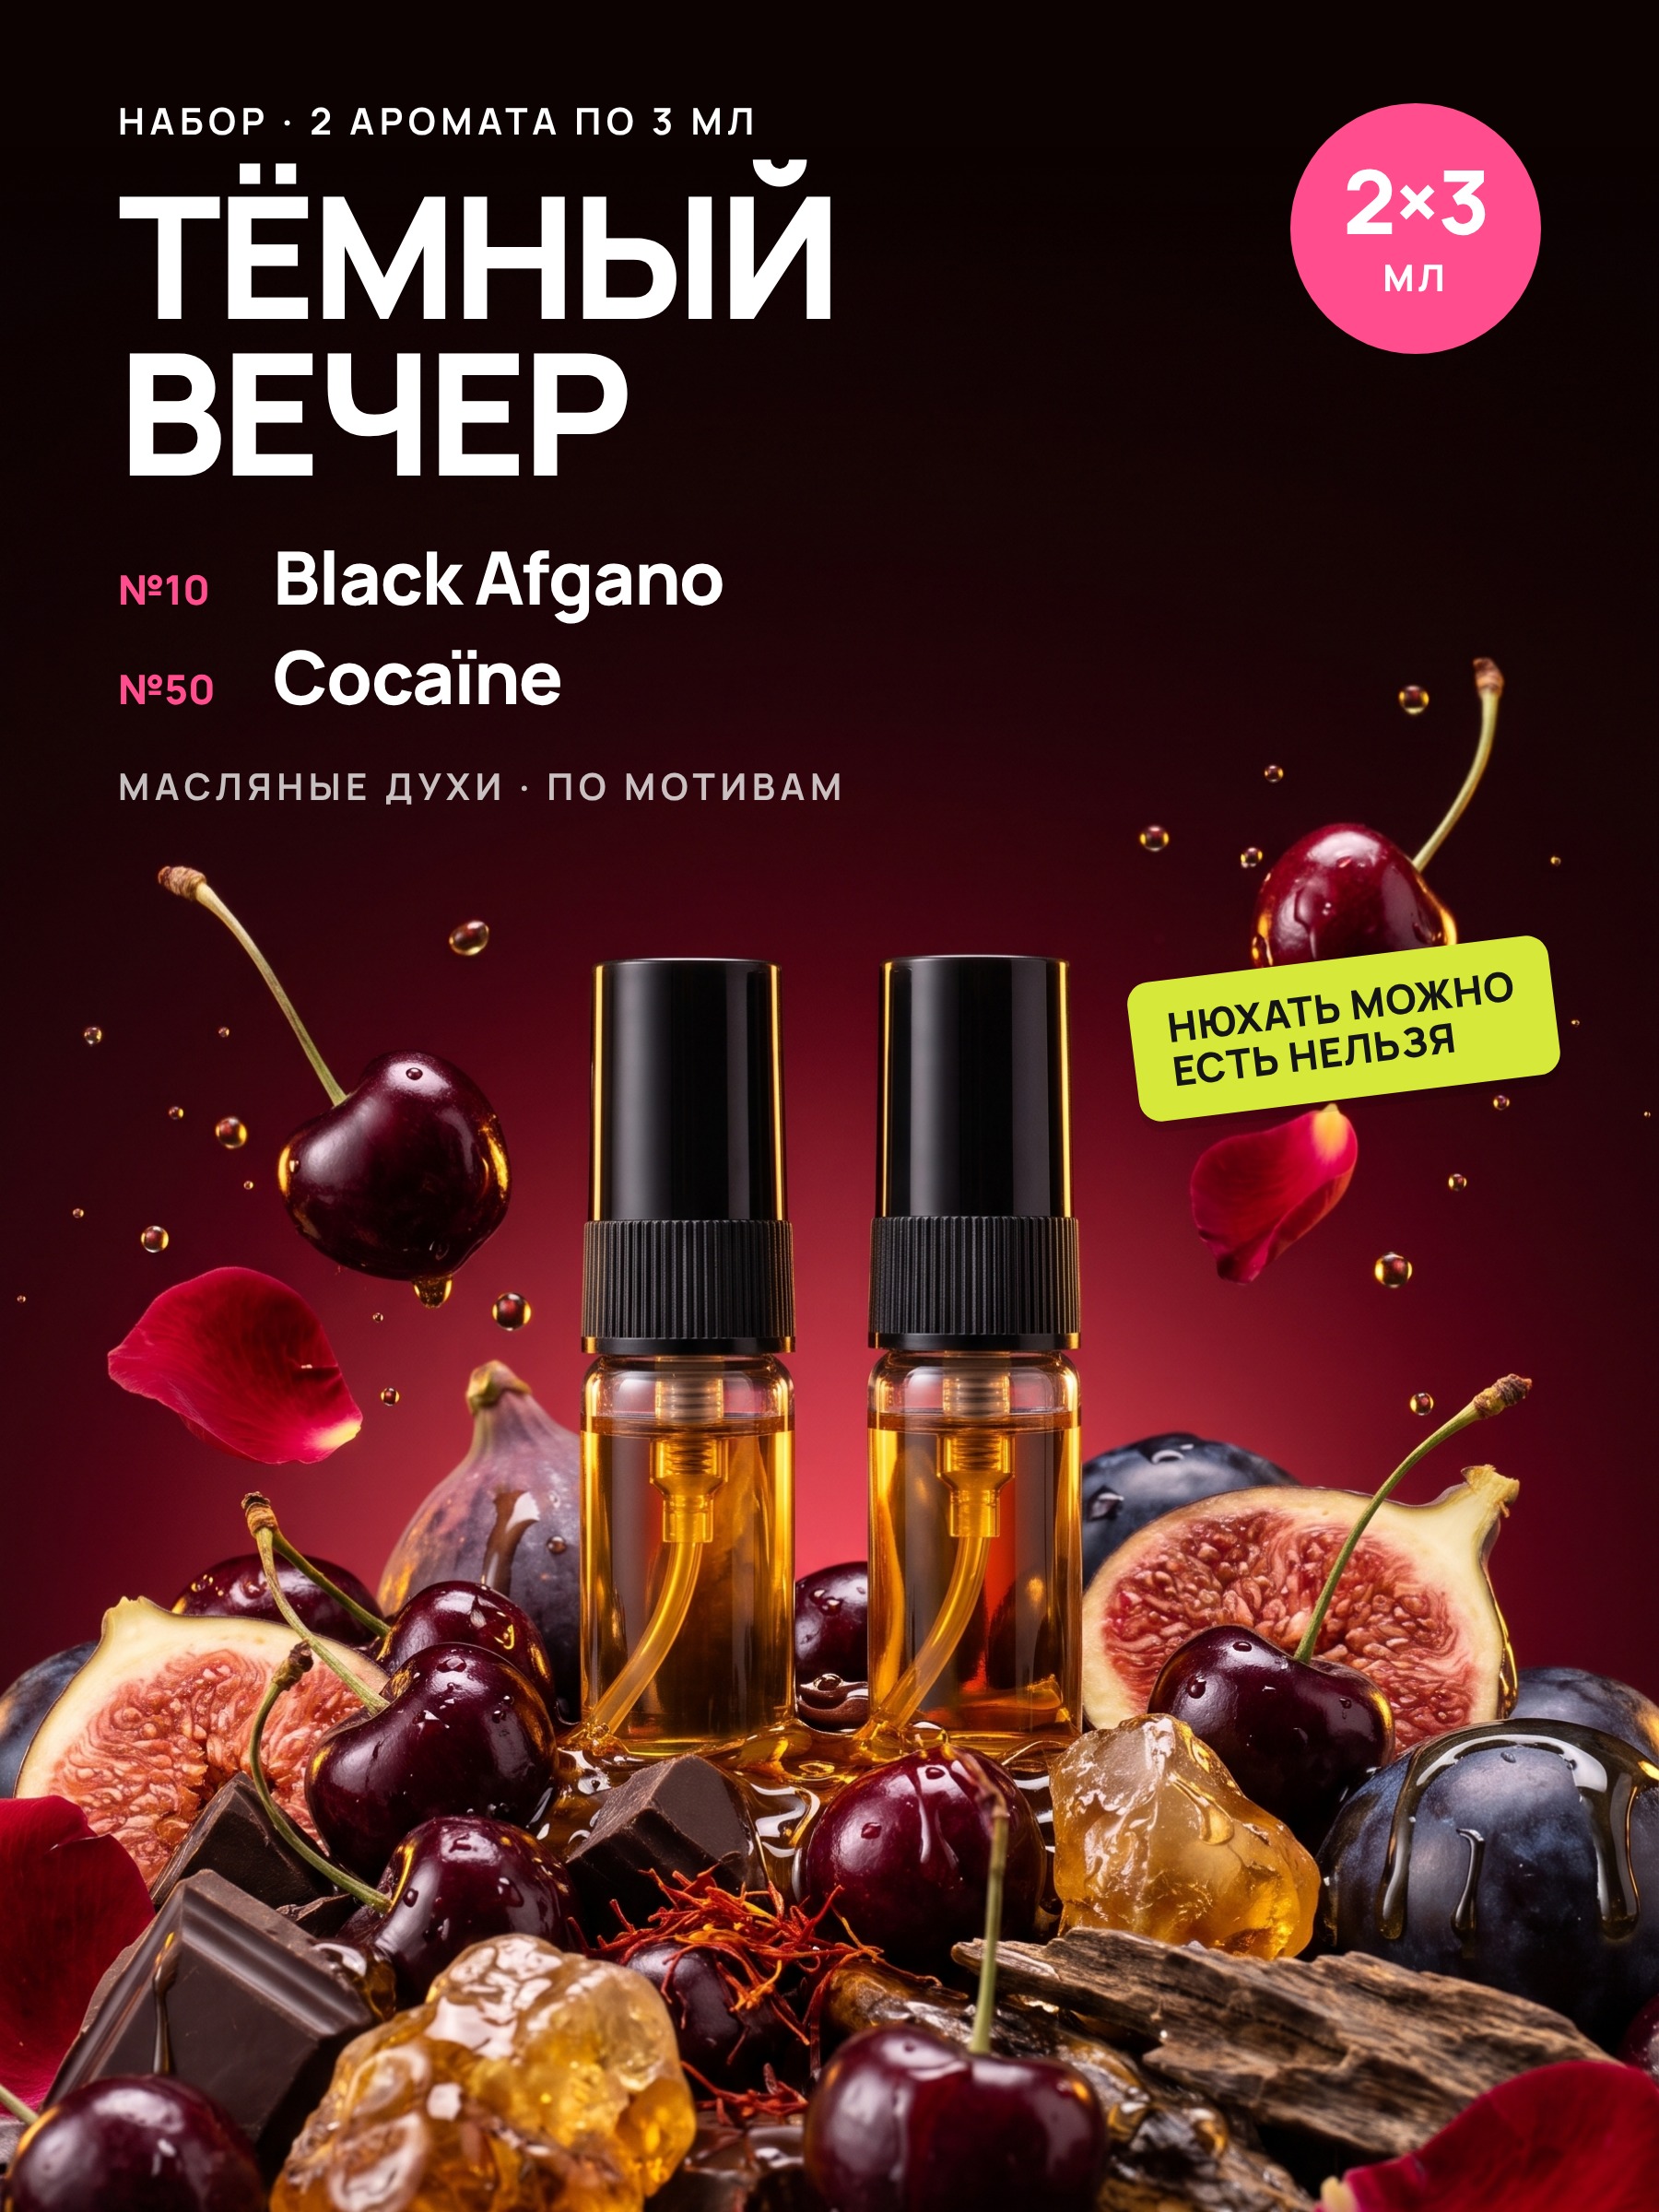 НАБОР · 2 АРОМАТА ПО 3 МЛ
ТЁМНЫЙ
ВЕЧЕР
2×3
МЛ
№10 Black Afgano
№50 Cocaïne
МАСЛЯНЫЕ ДУХИ · ПО МОТИВАМ
НЮХАТЬ МОЖНО
ЕСТЬ НЕЛЬЗЯ